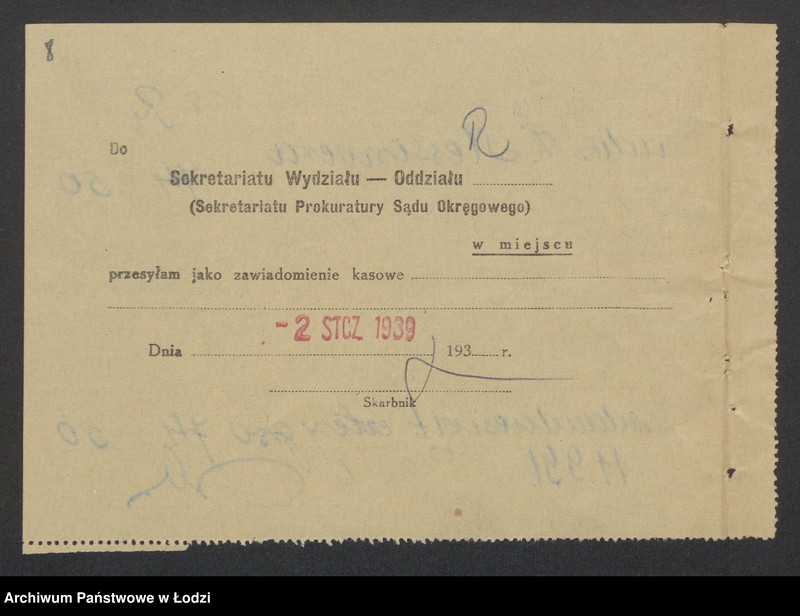 8
R
Do
Sekretariatu Wydziału — Oddziału
(Sekretariatu Prokuratury Sądu Okręgowego)
w miejscu
przesyłam jako zawiadomienie kasowe
-2 STCZ 1939
Dnia 193 r.
Skarbnik
Archiwum Państwowe w Łodzi